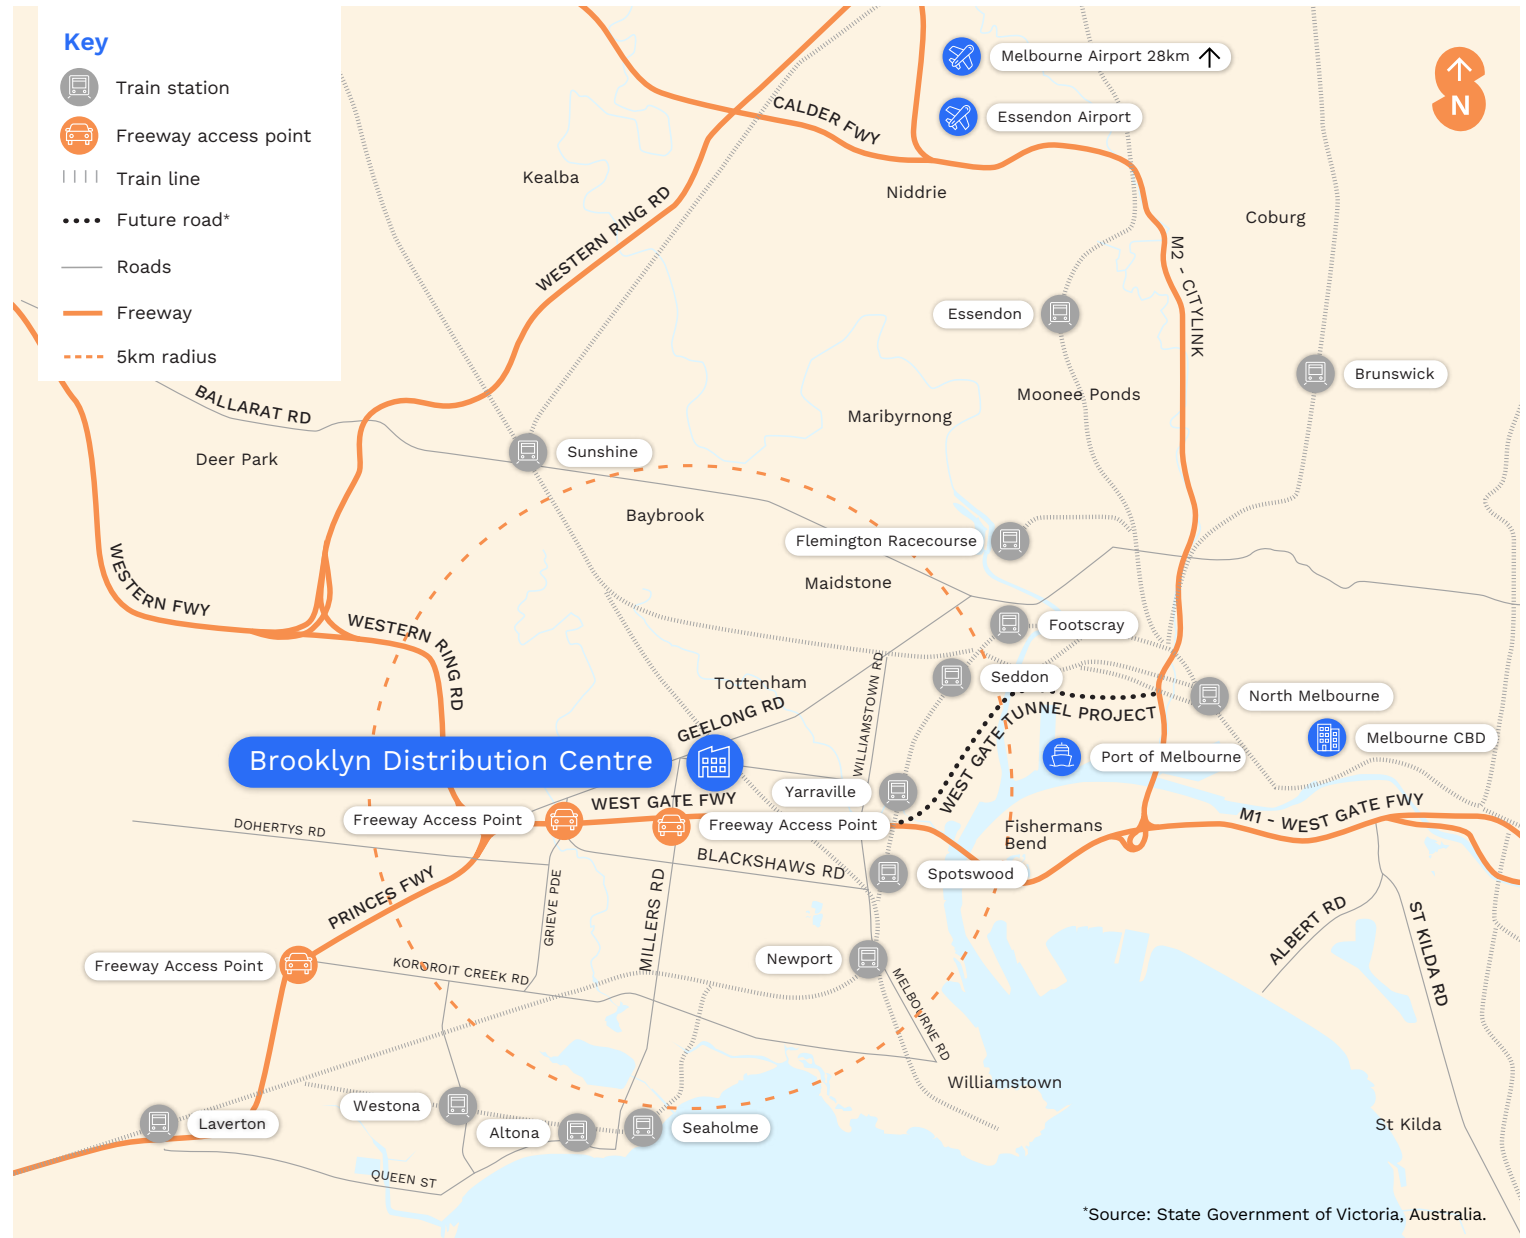 Key
Train station
Freeway access point
Train line
Future road*
Roads
Freeway
5km radius
Melbourne Airport 28km
Essendon Airport
N
CALDER FWY
Kealba
Niddrie
WESTERN RING RD
Coburg
M2 - CITYLINK
Essendon
Brunswick
Moonee Ponds
BALLARAT RD
Maribyrnong
Deer Park
Sunshine
Baybrook
Flemington Racecourse
WESTERN FWY
Maidstone
WESTERN RING RD
Footscray
Seddon
Tottenham
WILLIAMSTOWN RD
North Melbourne
GEELONG RD
WEST GATE TUNNEL PROJECT
Melbourne CBD
Brooklyn Distribution Centre
Port of Melbourne
Yarraville
WEST GATE FWY
Freeway Access Point
Freeway Access Point
DOHERTYS RD
Fishermans
Bend
M1 - WEST GATE FWY
BLACKSHAWS RD
Spotswood
PRINCES FWY
GRIEVE PDE
MILLERS RD
ALBERT RD
ST KILDA RD
Freeway Access Point
KOROROIT CREEK RD
Newport
MELBOURNE RD
Williamstown
Westona
Laverton
Altona
Seaholme
St Kilda
QUEEN ST
*Source: State Government of Victoria, Australia.